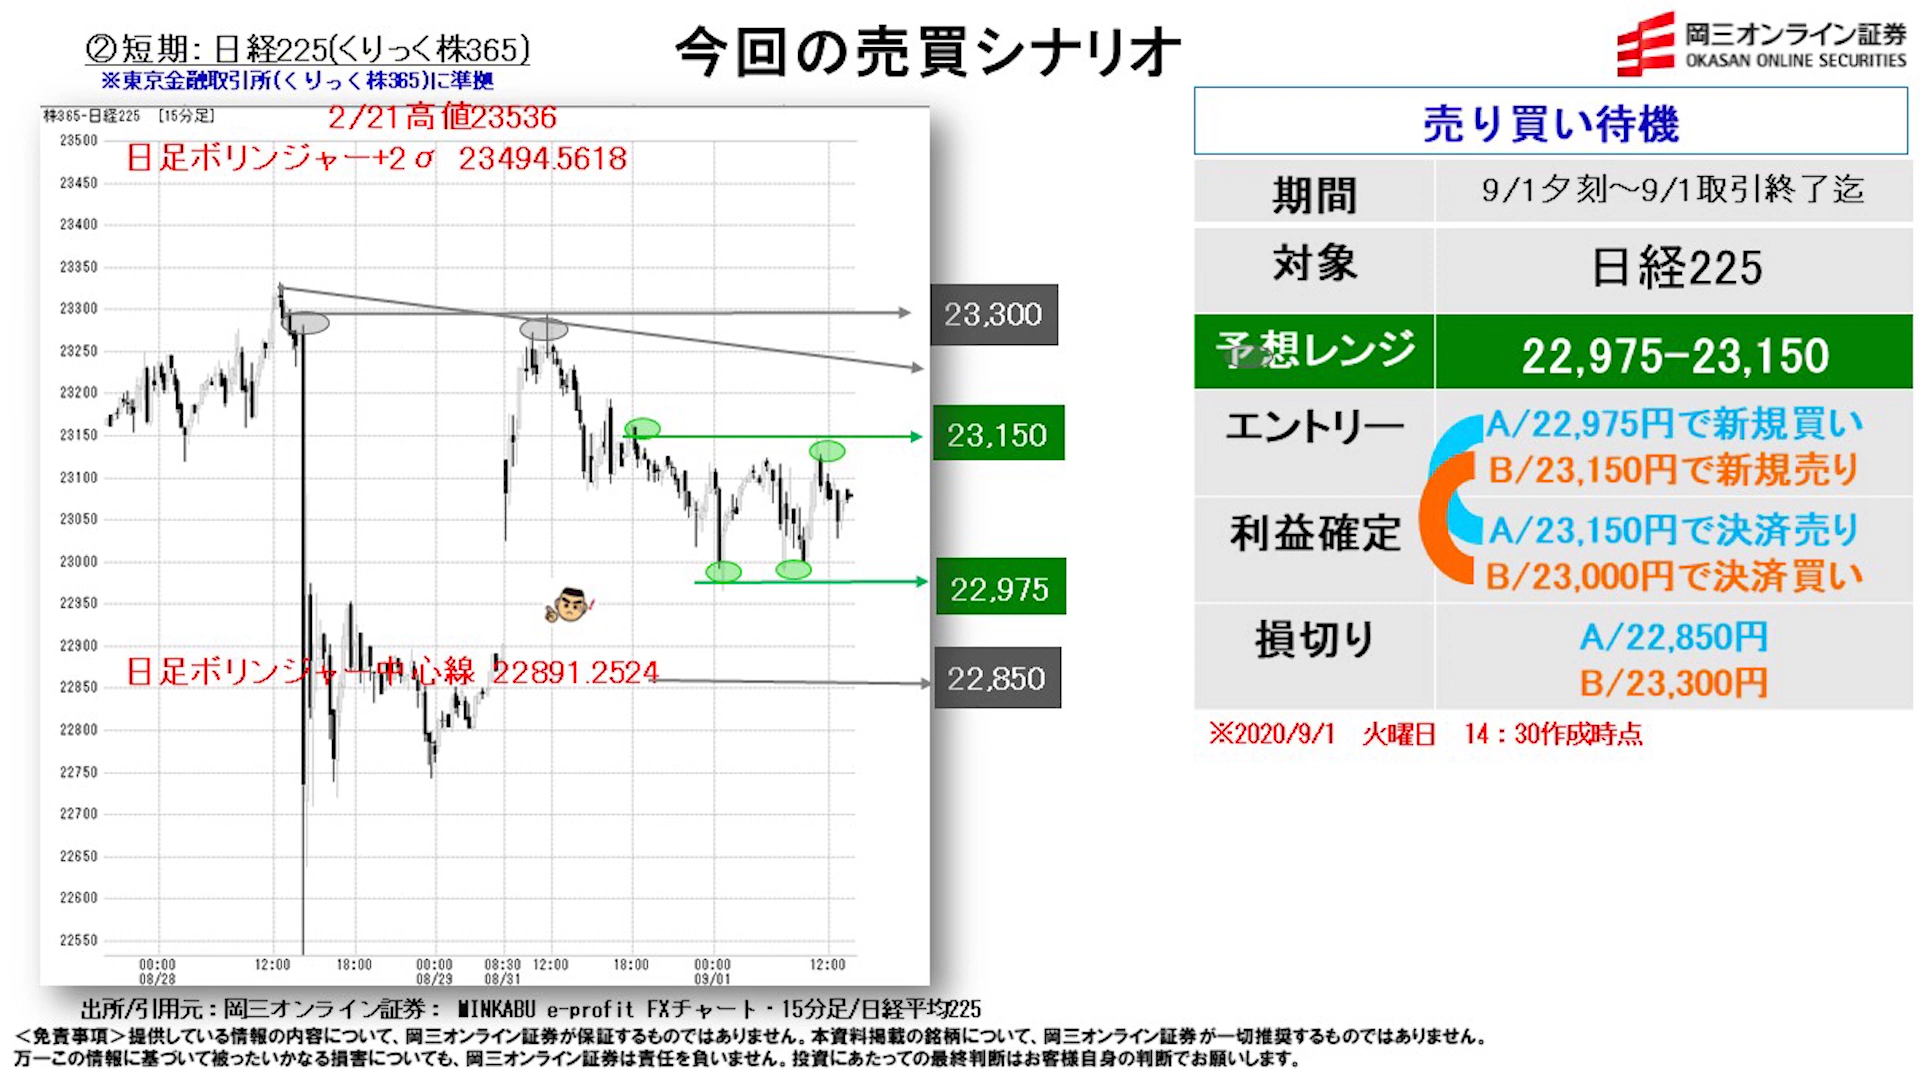 ②短期：日経225(くりっく株365)
※東京金融取引所(くりっく株365)に準拠
今回の売買シナリオ
岡三オンライン証券
OKASAN ONLINE SECURITIES
株365-日経225 [15分足]
2/21高値23536
日足ボリンジャー+2σ 23494.5618
23500
23450
23400
23350
23300
23250
23200
23150
23100
23050
23000
22950
22900
22850
22800
22750
22700
22650
22600
22550
日足ボリンジャー中心線 22891.2524
00:00 12:00 18:00 00:00 08:30 12:00 18:00 00:00 12:00
08/28 08/29 08/31 09/01
23,300
23,150
22,975
22,850
売り買い待機
期間 9/1夕刻～9/1取引終了迄
対象 日経225
予想レンジ 22,975-23,150
エントリー A/22,975円で新規買い
B/23,150円で新規売り
利益確定 A/23,150円で決済売り
B/23,000円で決済買い
損切り A/22,850円
B/23,300円
※2020/9/1 火曜日 14：30作成時点
出所/引用元：岡三オンライン証券： MINKABU e-profit FXチャート・15分足/日経平均225
＜免責事項＞提供している情報の内容について、岡三オンライン証券が保証するものではありません。本資料掲載の銘柄について、岡三オンライン証券が一切推奨するものではありません。
万一この情報に基づいて被ったいかなる損害についても、岡三オンライン証券は責任を負いません。投資にあたっての最終判断はお客様自身の判断でお願いします。